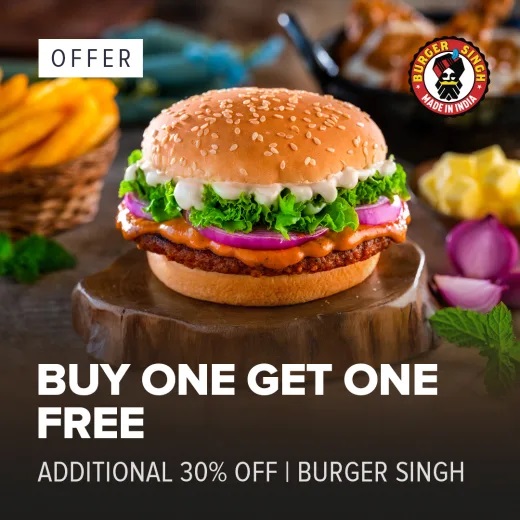 OFFER
BURGER SINGH
MADE IN INDIA
BUY ONE GET ONE
FREE
ADDITIONAL 30% OFF | BURGER SINGH